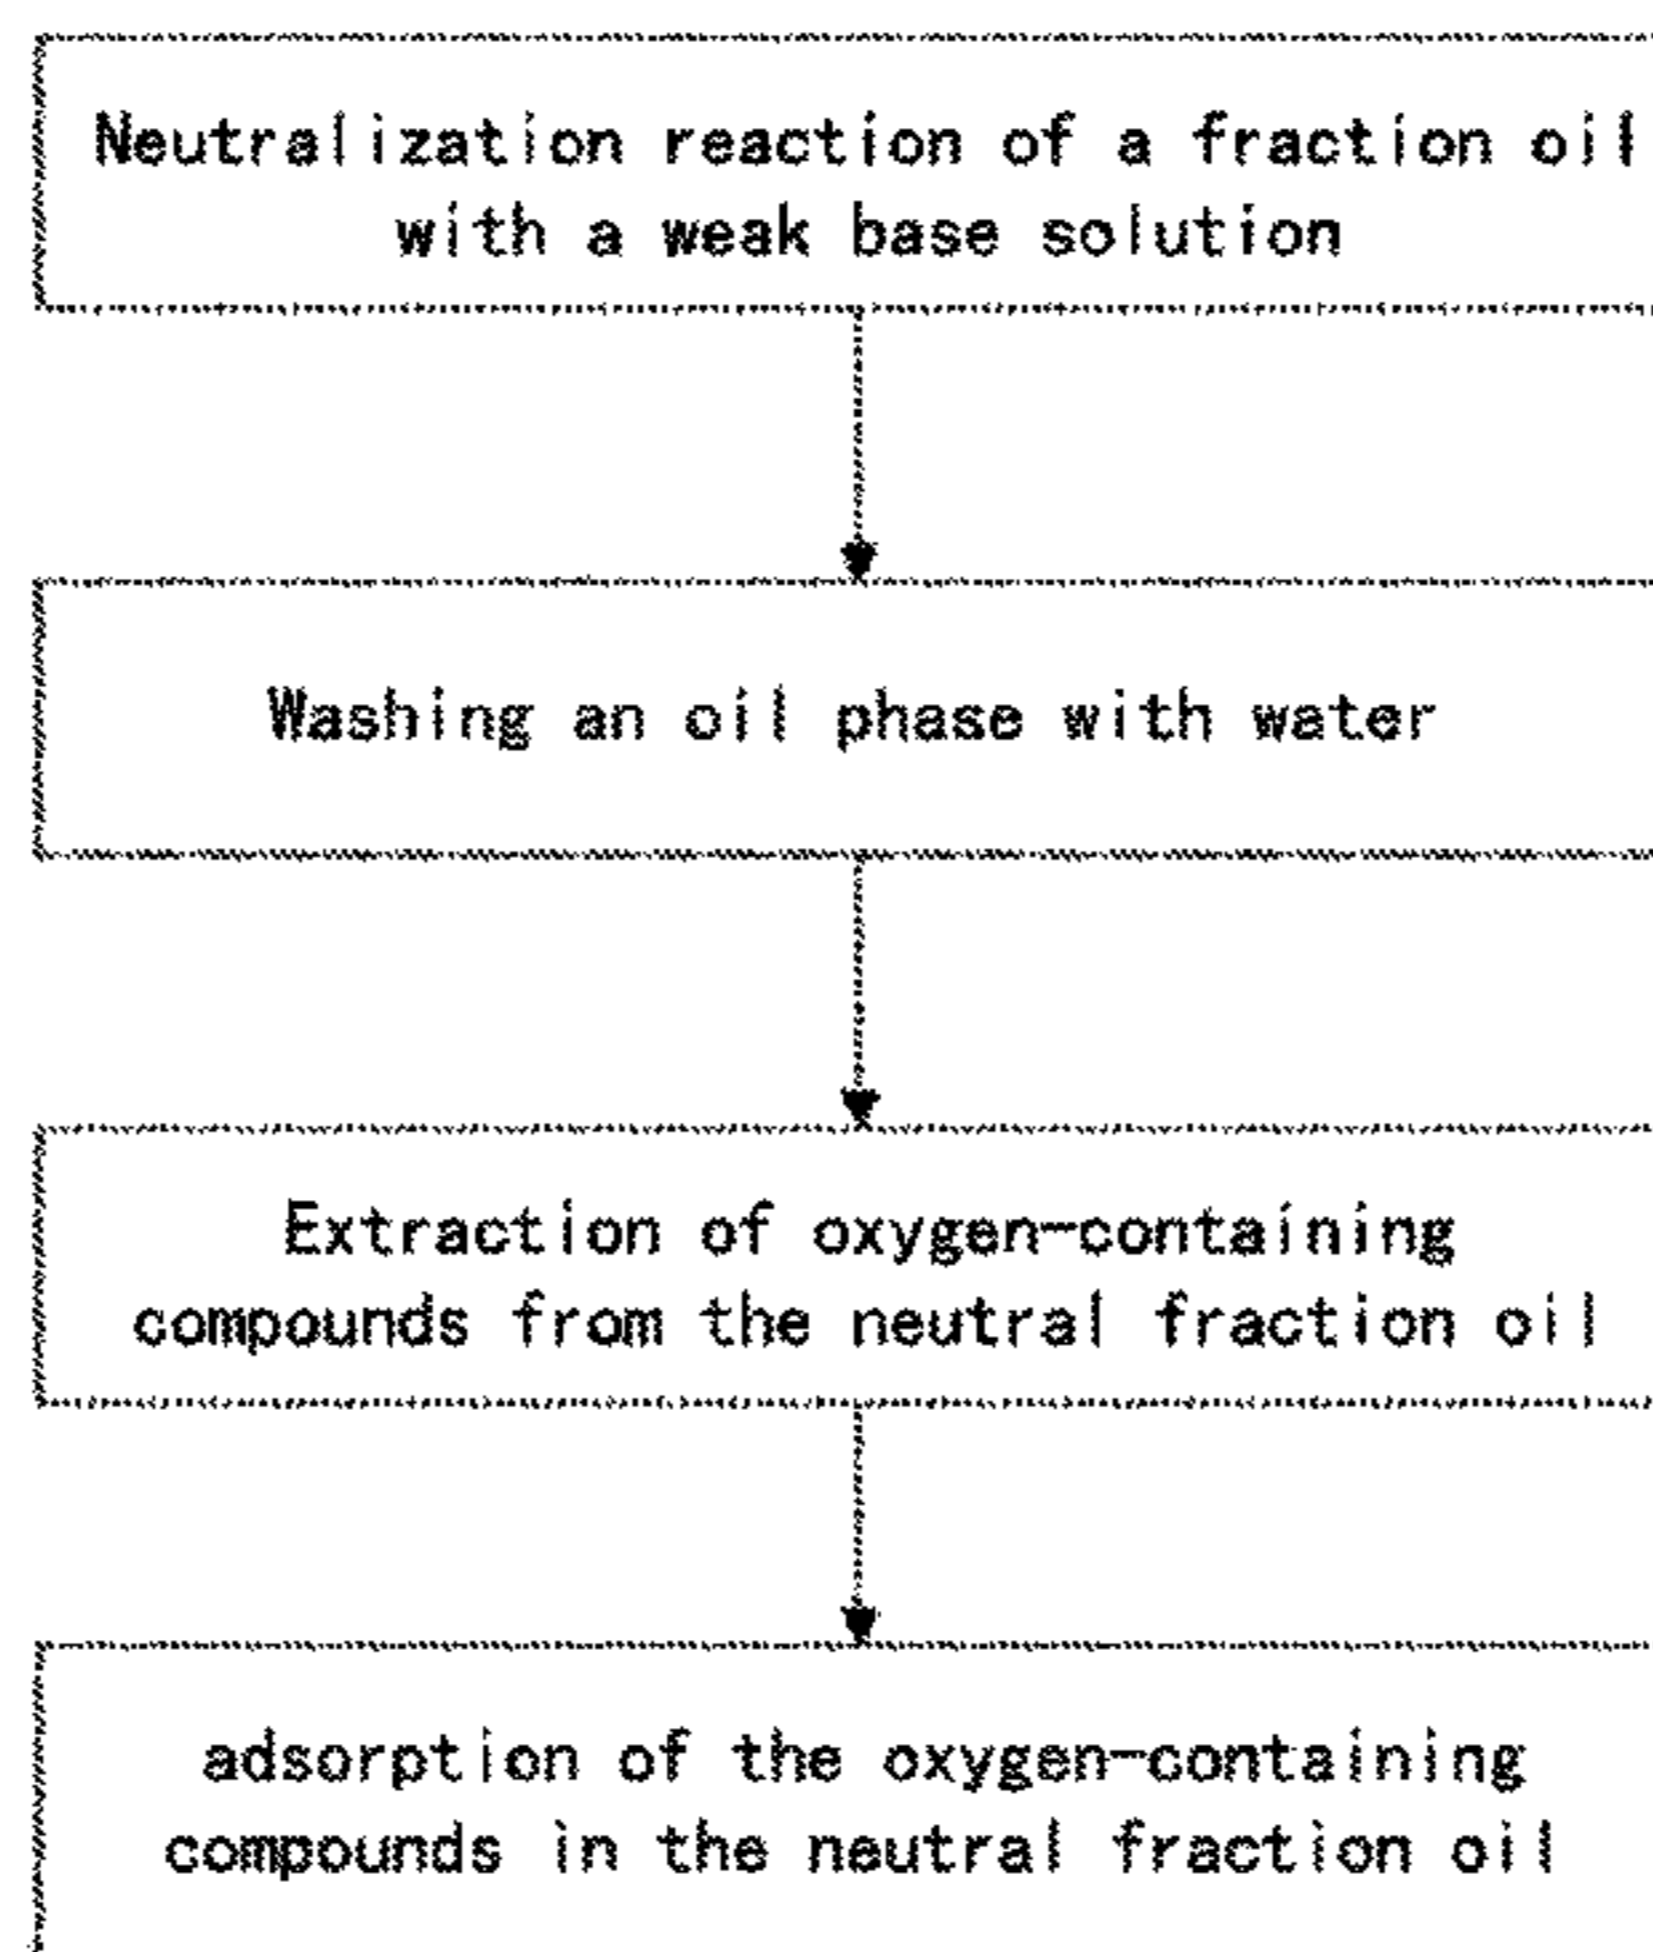 Neutralization reaction of a fraction oil
with a weak base solution
Washing an oil phase with water
Extraction of oxygen-containing
compounds from the neutral fraction oil
adsorption of the oxygen-containing
compounds in the neutral fraction oil